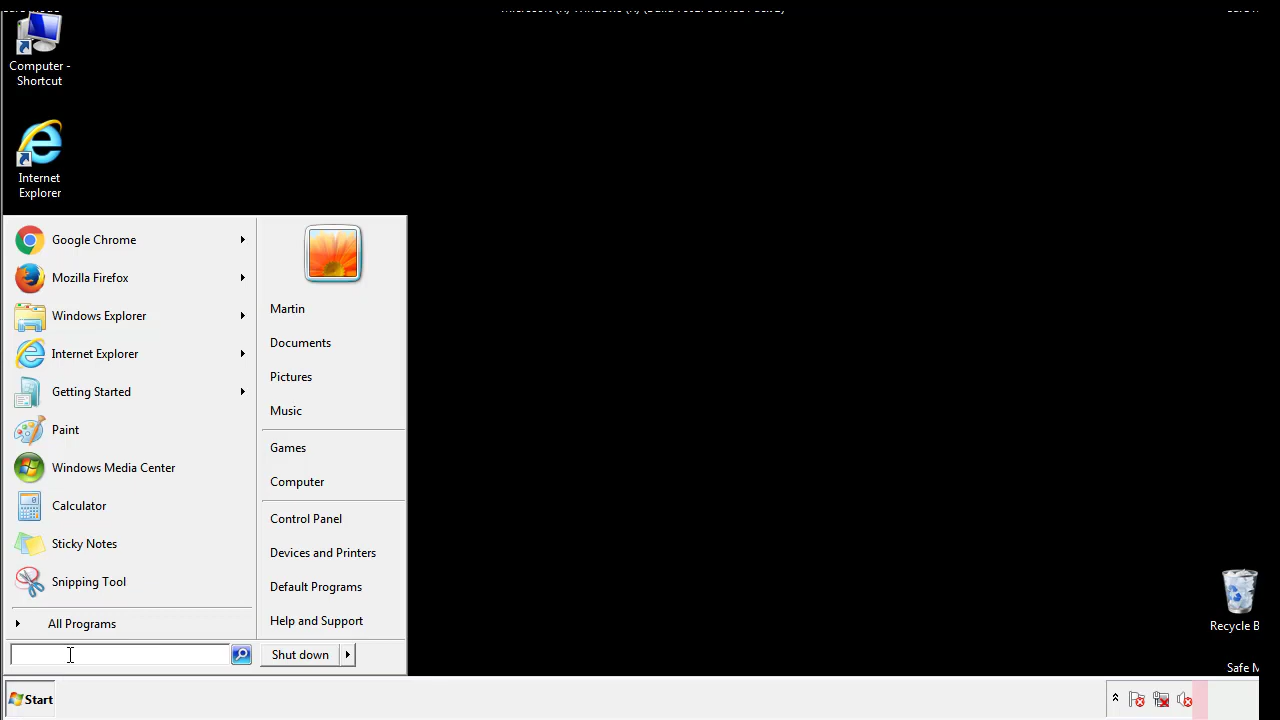 Computer -
Shortcut
Internet
Explorer
Google Chrome
Mozilla Firefox
Windows Explorer
Internet Explorer
Getting Started
Paint
Windows Media Center
Calculator
Sticky Notes
Snipping Tool
All Programs
Martin
Documents
Pictures
Music
Games
Computer
Control Panel
Devices and Printers
Default Programs
Help and Support
Shut down
Recycle B
Safe M
Start